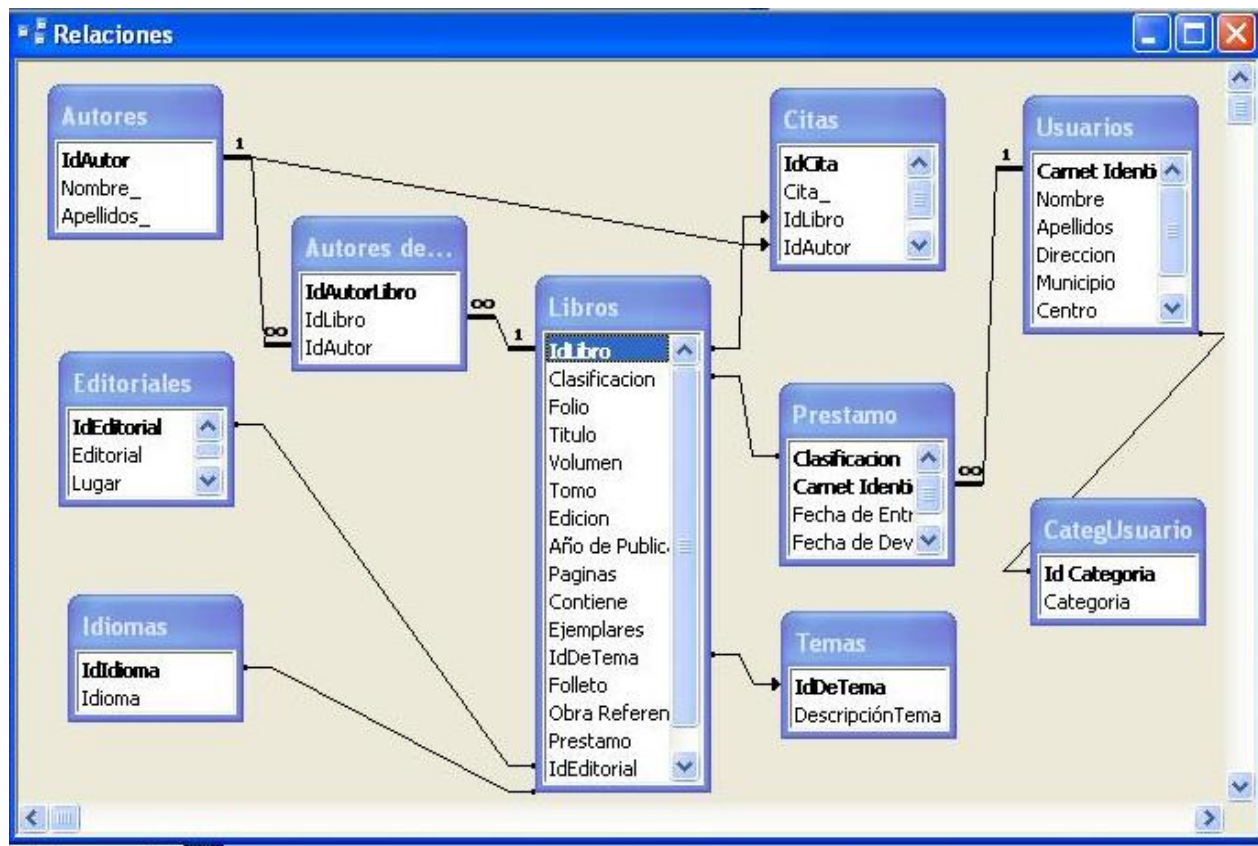 Relaciones
Autores
IdAutor
Nombre_
Apellidos_
1
Autores de...
IdAutorLibro
IdLibro
IdAutor
∞
∞
1
Editoriales
IdEditorial
Editorial
Lugar
Idiomas
IdIdioma
Idioma
Libros
IdLibro
Clasificacion
Folio
Titulo
Volumen
Tomo
Edicion
Año de Public
Paginas
Contiene
Ejemplares
IdDeTema
Folleto
Obra Referen
Prestamo
IdEditorial
Citas
IdCita
Cita_
IdLibro
IdAutor
Prestamo
Clasificacion
Carnet Identi
Fecha de Entr
Fecha de Dev
∞
Temas
IdDeTema
DescripciónTema
1
Usuarios
Carnet Identi
Nombre
Apellidos
Direccion
Municipio
Centro
CategUsuario
Id Categoria
Categoria